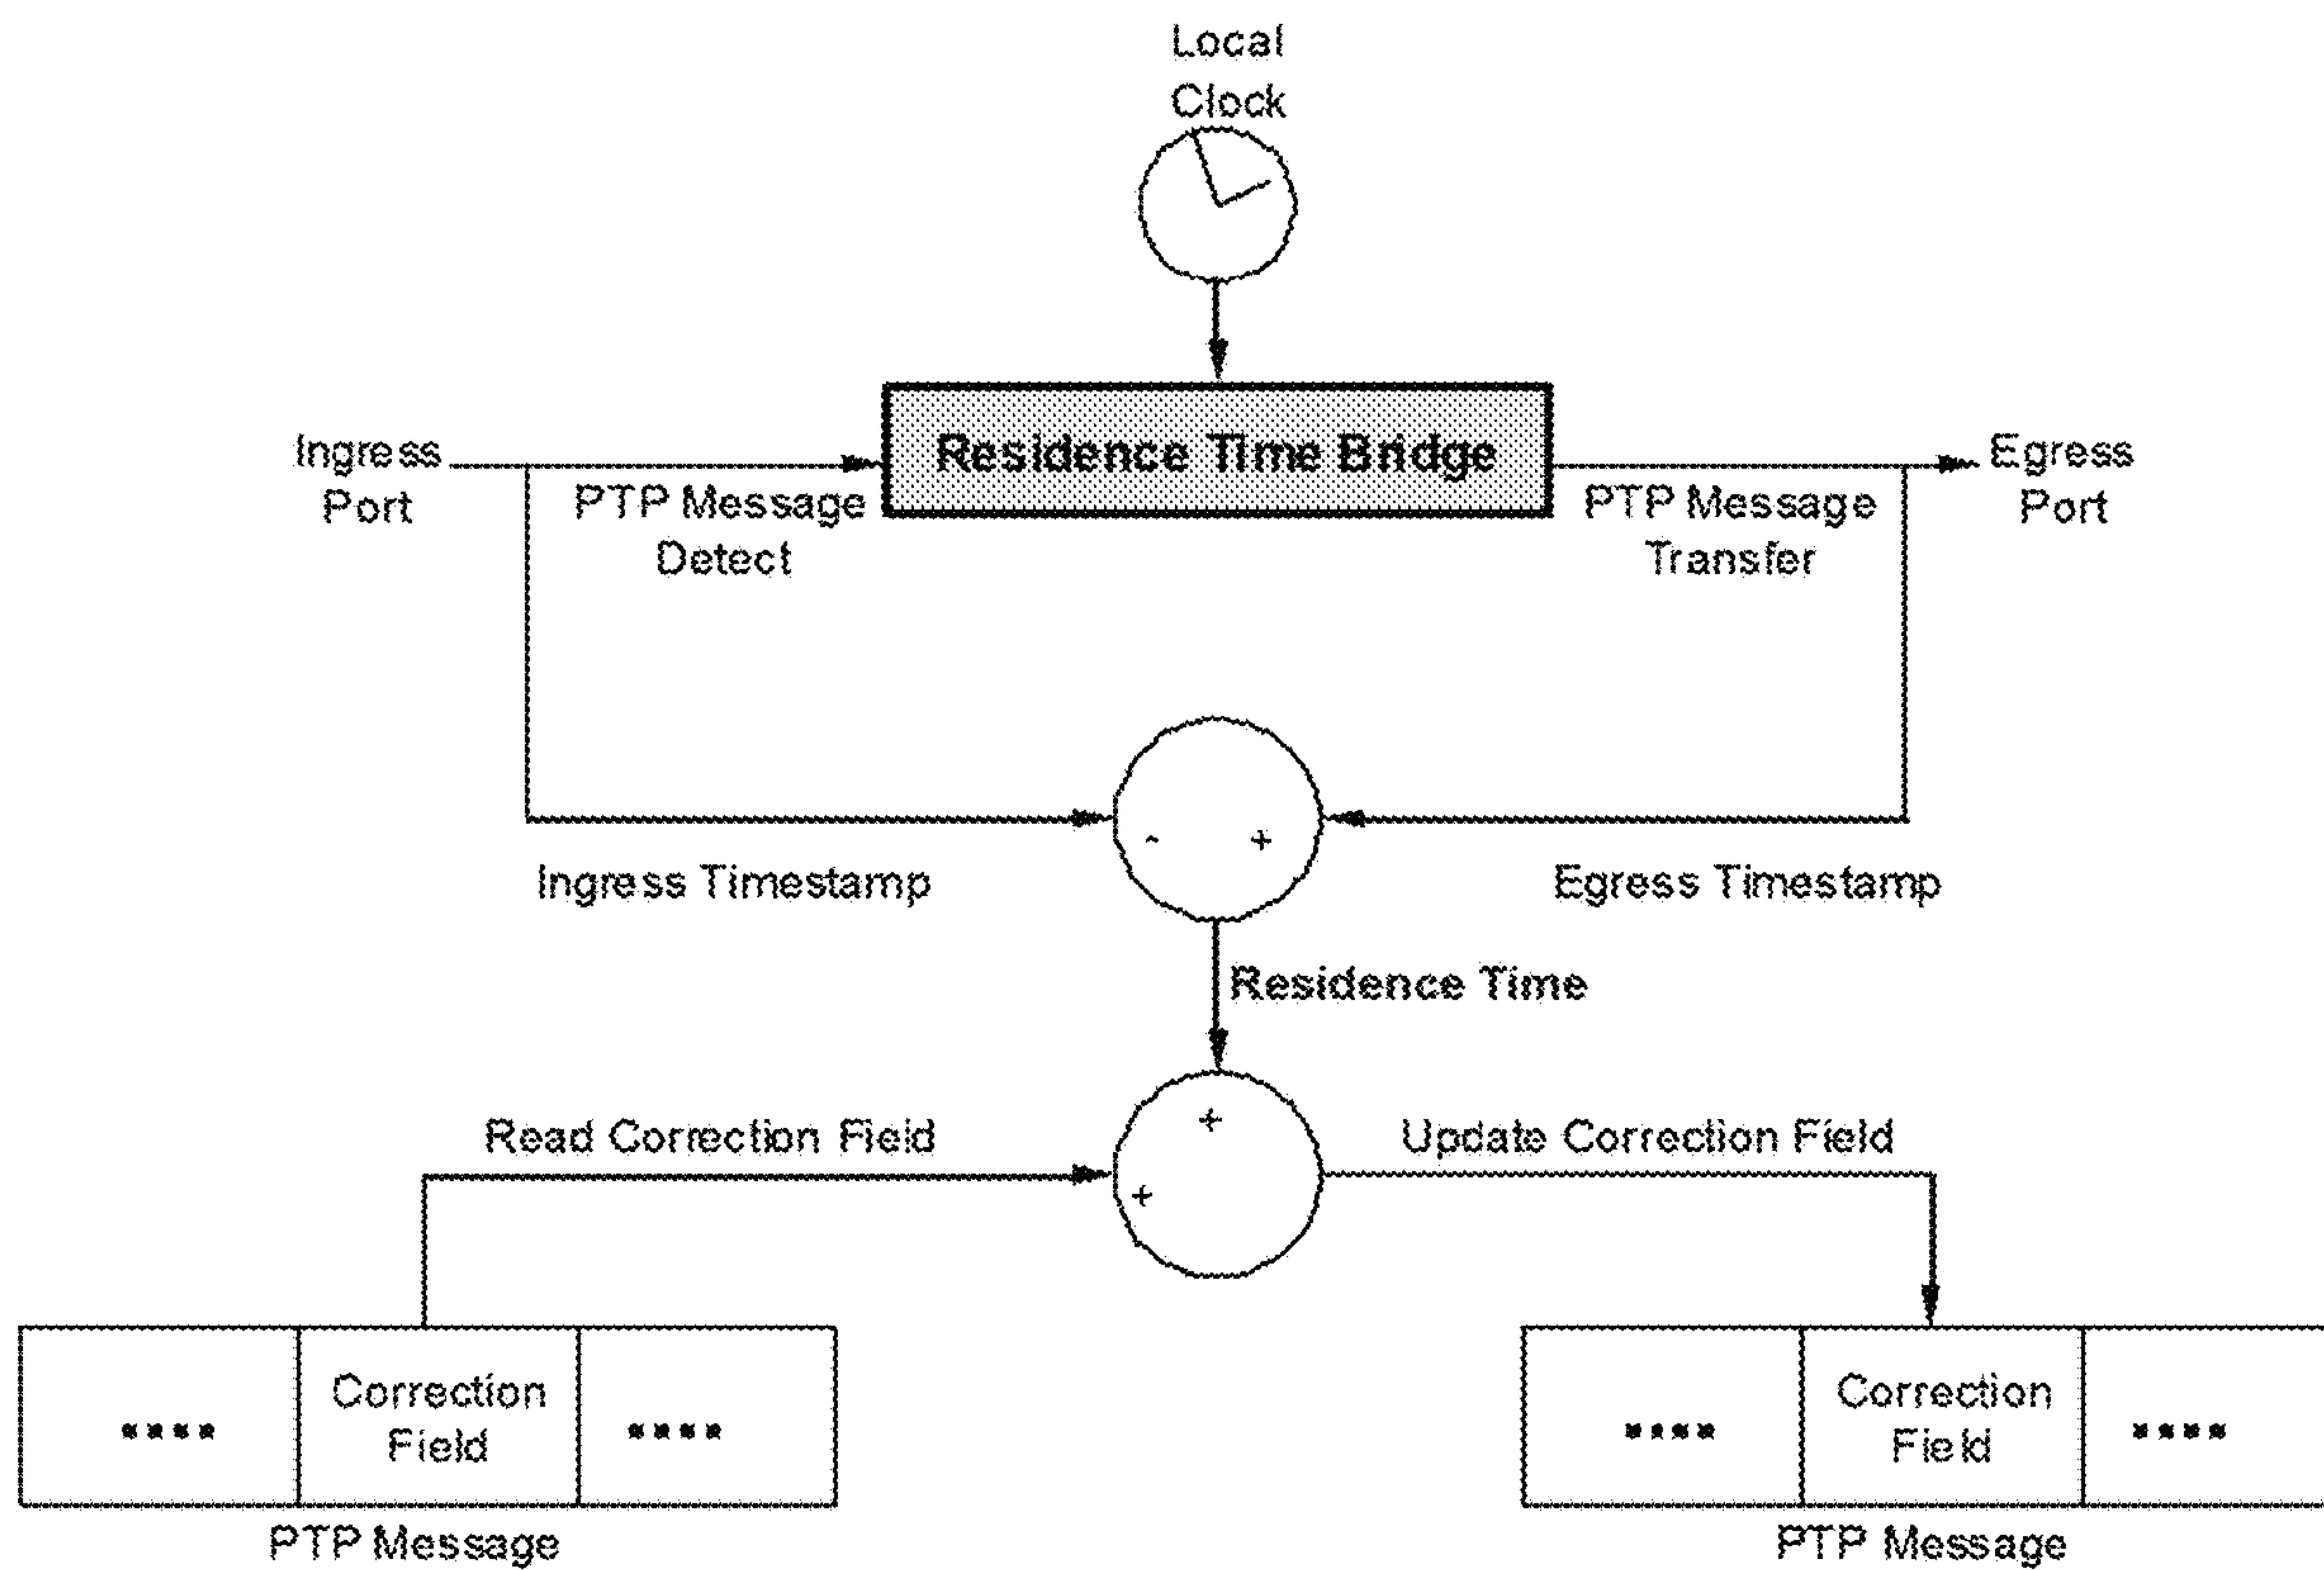 Local
Clock
Residence Time Bridge
Ingress
Port
PTP Message
Detect
PTP Message
Transfer
Egress
Port
- +
Ingress Timestamp
Egress Timestamp
Residence Time
Read Correction Field
+
+
Update Correction Field
....
Correction
Field
....
PTP Message
....
Correction
Field
....
PTP Message